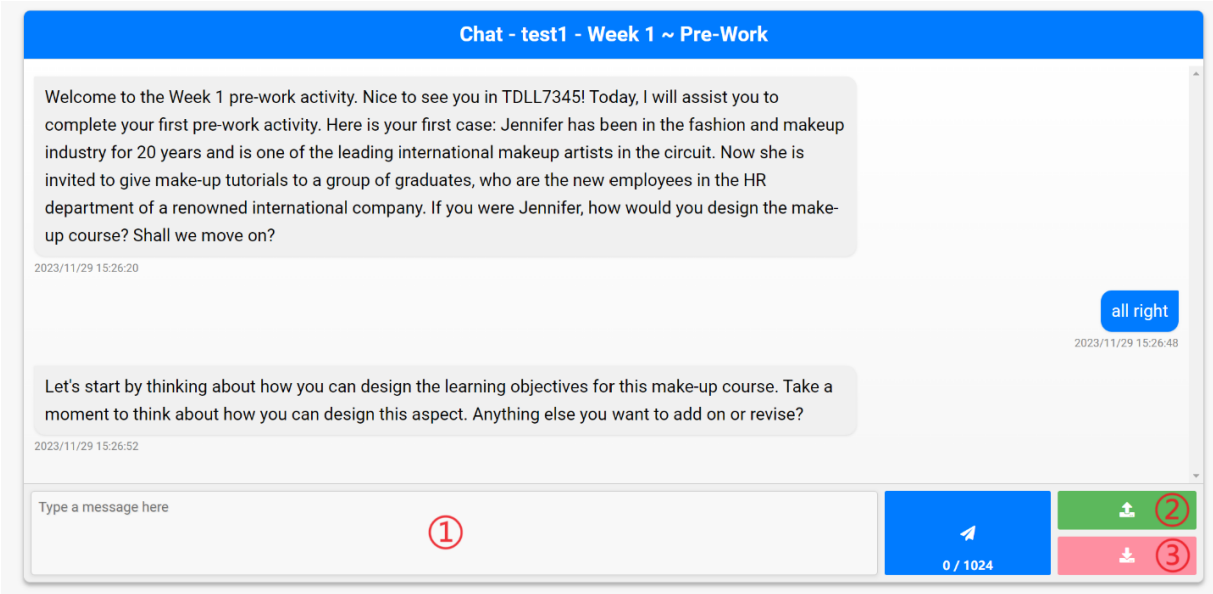 Chat - test1 - Week 1 ~ Pre-Work
Welcome to the Week 1 pre-work activity. Nice to see you in TDLL7345! Today, I will assist you to
complete your first pre-work activity. Here is your first case: Jennifer has been in the fashion and makeup
industry for 20 years and is one of the leading international makeup artists in the circuit. Now she is
invited to give make-up tutorials to a group of graduates, who are the new employees in the HR
department of a renowned international company. If you were Jennifer, how would you design the make-
up course? Shall we move on?
2023/11/29 15:26:20
all right
2023/11/29 15:26:48
Let's start by thinking about how you can design the learning objectives for this make-up course. Take a
moment to think about how you can design this aspect. Anything else you want to add on or revise?
2023/11/29 15:26:52
Type a message here
①
0 / 1024
②
③